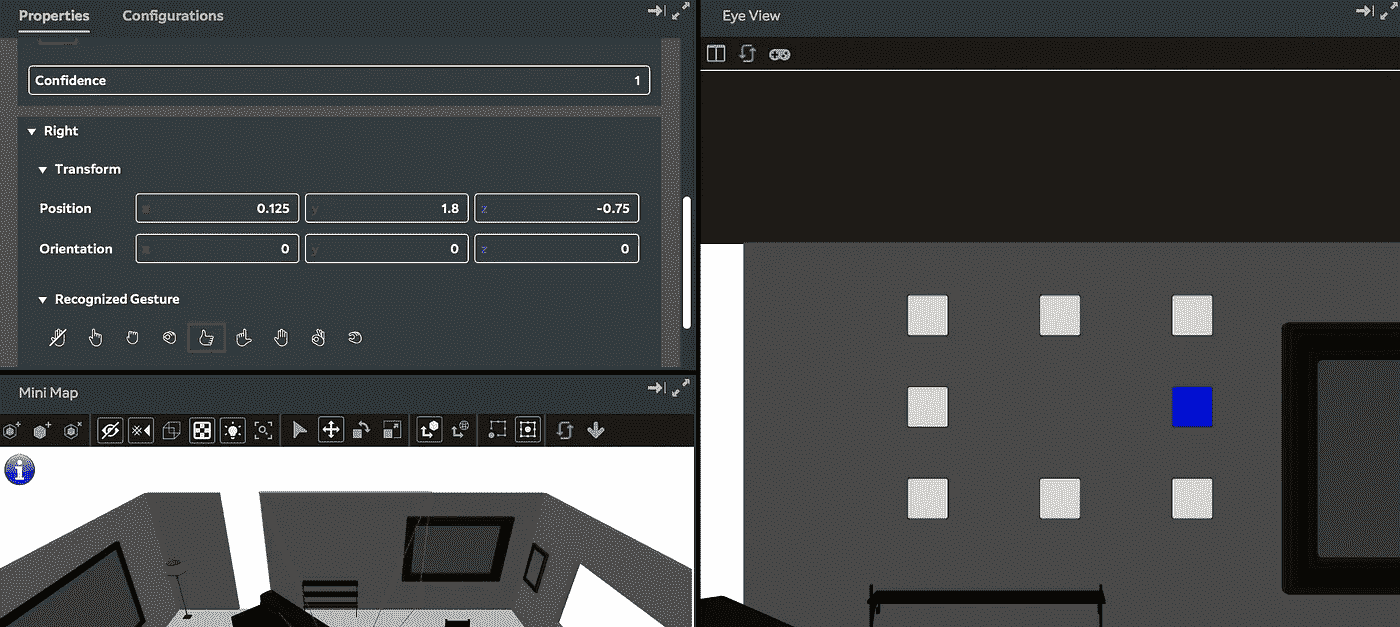 Properties Configurations
Confidence 1
Right
Transform
Position x 0.125 y 1.8 z -0.75
Orientation x 0 y 0 z 0
Recognized Gesture
Mini Map
Eye View